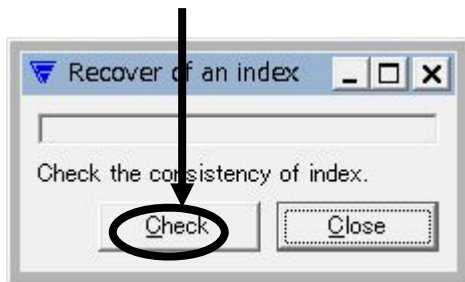 Recover of an index
Check the consistency of index.
Check Close